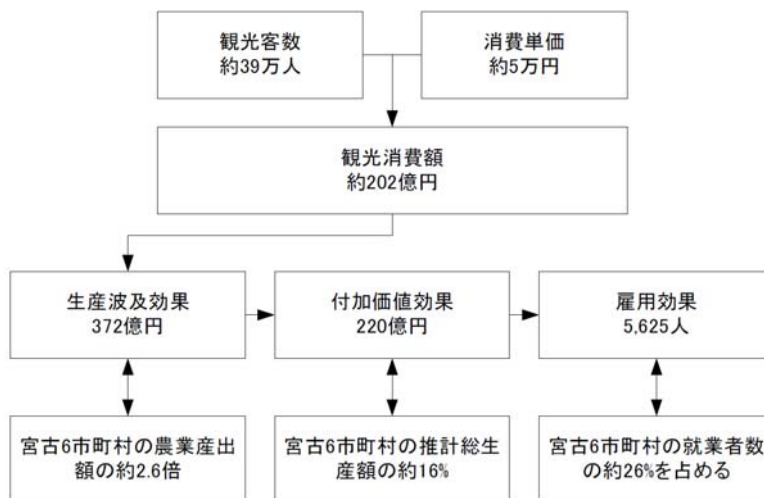 観光客数
約39万人
消費単価
約5万円
観光消費額
約202億円
生産波及効果
372億円
付加価値効果
220億円
雇用効果
5,625人
宮古6市町村の農業産出
額の約2.6倍
宮古6市町村の推計総生
産額の約16%
宮古6市町村の就業者数
の約26%を占める